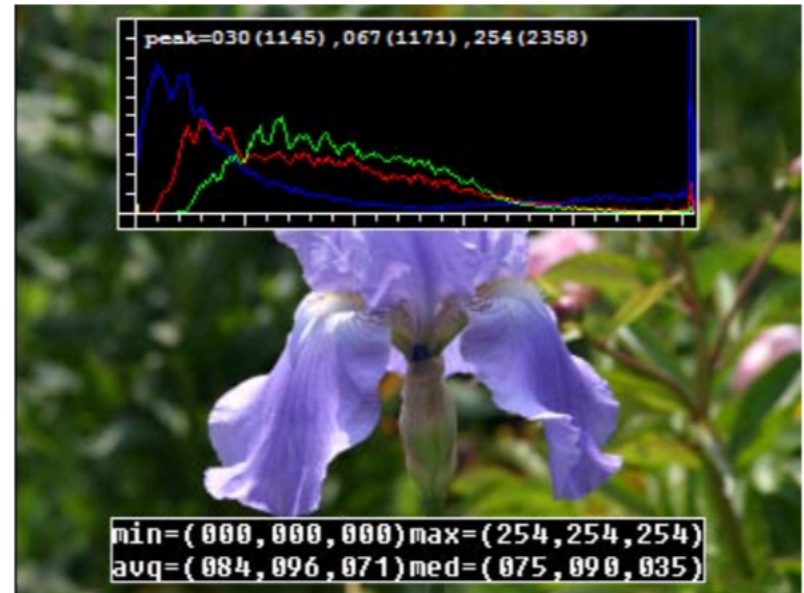 peak=030(1145),067(1171),254(2358)
min=(000,000,000)max=(254,254,254)
avg=(084,096,071)med=(075,090,035)